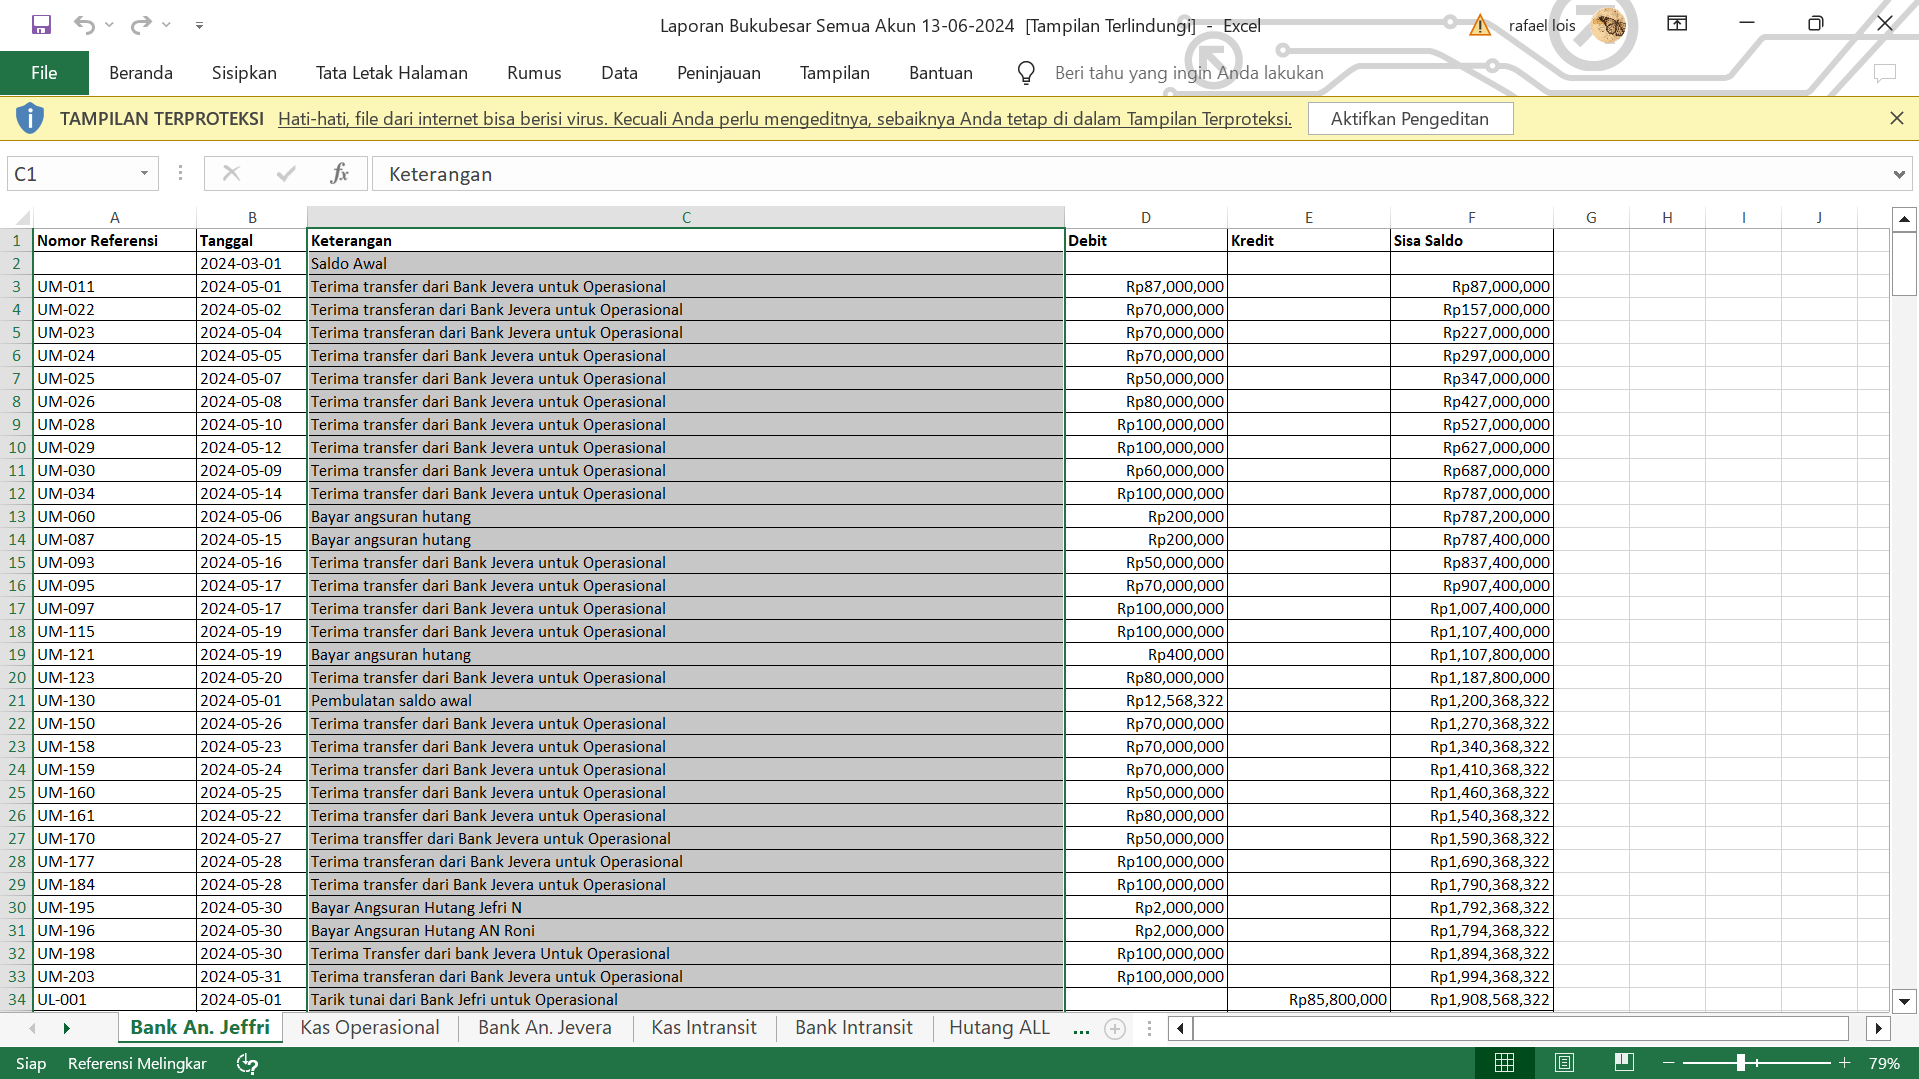 Laporan Bukubesar Semua Akun 13-06-2024 [Tampilan Terlindungi] - Excel
rafael lois
File Beranda Sisipkan Tata Letak Halaman Rumus Data Peninjauan Tampilan Bantuan Beri tahu yang ingin Anda lakukan
TAMPILAN TERPROTEKSI Hati-hati, file dari internet bisa berisi virus. Kecuali Anda perlu mengeditnya, sebaiknya Anda tetap di dalam Tampilan Terproteksi. Aktifkan Pengeditan
C1 fx Keterangan
A B C D E F G H I J
1 Nomor Referensi Tanggal Keterangan Debit Kredit Sisa Saldo
2 2024-03-01 Saldo Awal
3 UM-011 2024-05-01 Terima transfer dari Bank Jevera untuk Operasional Rp87,000,000 Rp87,000,000
4 UM-022 2024-05-02 Terima transferan dari Bank Jevera untuk Operasional Rp70,000,000 Rp157,000,000
5 UM-023 2024-05-04 Terima transferan dari Bank Jevera untuk Operasional Rp70,000,000 Rp227,000,000
6 UM-024 2024-05-05 Terima transfer dari Bank Jevera untuk Operasional Rp70,000,000 Rp297,000,000
7 UM-025 2024-05-07 Terima transfer dari Bank Jevera untuk Operasional Rp50,000,000 Rp347,000,000
8 UM-026 2024-05-08 Terima transfer dari Bank Jevera untuk Operasional Rp80,000,000 Rp427,000,000
9 UM-028 2024-05-10 Terima transfer dari Bank Jevera untuk Operasional Rp100,000,000 Rp527,000,000
10 UM-029 2024-05-12 Terima transfer dari Bank Jevera untuk Operasional Rp100,000,000 Rp627,000,000
11 UM-030 2024-05-09 Terima transfer dari Bank Jevera untuk Operasional Rp60,000,000 Rp687,000,000
12 UM-034 2024-05-14 Terima transfer dari Bank Jevera untuk Operasional Rp100,000,000 Rp787,000,000
13 UM-060 2024-05-06 Bayar angsuran hutang Rp200,000 Rp787,200,000
14 UM-087 2024-05-15 Bayar angsuran hutang Rp200,000 Rp787,400,000
15 UM-093 2024-05-16 Terima transfer dari Bank Jevera untuk Operasional Rp50,000,000 Rp837,400,000
16 UM-095 2024-05-17 Terima transfer dari Bank Jevera untuk Operasional Rp70,000,000 Rp907,400,000
17 UM-097 2024-05-17 Terima transfer dari Bank Jevera untuk Operasional Rp100,000,000 Rp1,007,400,000
18 UM-115 2024-05-19 Terima transfer dari Bank Jevera untuk Operasional Rp100,000,000 Rp1,107,400,000
19 UM-121 2024-05-19 Bayar angsuran hutang Rp400,000 Rp1,107,800,000
20 UM-123 2024-05-20 Terima transfer dari Bank Jevera untuk Operasional Rp80,000,000 Rp1,187,800,000
21 UM-130 2024-05-01 Pembulatan saldo awal Rp12,568,322 Rp1,200,368,322
22 UM-150 2024-05-26 Terima transfer dari Bank Jevera untuk Operasional Rp70,000,000 Rp1,270,368,322
23 UM-158 2024-05-23 Terima transfer dari Bank Jevera untuk Operasional Rp70,000,000 Rp1,340,368,322
24 UM-159 2024-05-24 Terima transfer dari Bank Jevera untuk Operasional Rp70,000,000 Rp1,410,368,322
25 UM-160 2024-05-25 Terima transfer dari Bank Jevera untuk Operasional Rp50,000,000 Rp1,460,368,322
26 UM-161 2024-05-22 Terima transfer dari Bank Jevera untuk Operasional Rp80,000,000 Rp1,540,368,322
27 UM-170 2024-05-27 Terima transffer dari Bank Jevera untuk Operasional Rp50,000,000 Rp1,590,368,322
28 UM-177 2024-05-28 Terima transferan dari Bank Jevera untuk Operasional Rp100,000,000 Rp1,690,368,322
29 UM-184 2024-05-28 Terima transfer dari Bank Jevera untuk Operasional Rp100,000,000 Rp1,790,368,322
30 UM-195 2024-05-30 Bayar Angsuran Hutang Jefri N Rp2,000,000 Rp1,792,368,322
31 UM-196 2024-05-30 Bayar Angsuran Hutang AN Roni Rp2,000,000 Rp1,794,368,322
32 UM-198 2024-05-30 Terima Transfer dari bank Jevera Untuk Operasional Rp100,000,000 Rp1,894,368,322
33 UM-203 2024-05-31 Terima transferan dari Bank Jevera untuk Operasional Rp100,000,000 Rp1,994,368,322
34 UL-001 2024-05-01 Tarik tunai dari Bank Jefri untuk Operasional Rp85,800,000 Rp1,908,568,322
Bank An. Jeffri Kas Operasional Bank An. Jevera Kas Intransit Bank Intransit Hutang ALL ...
Siap Referensi Melingkar 79%